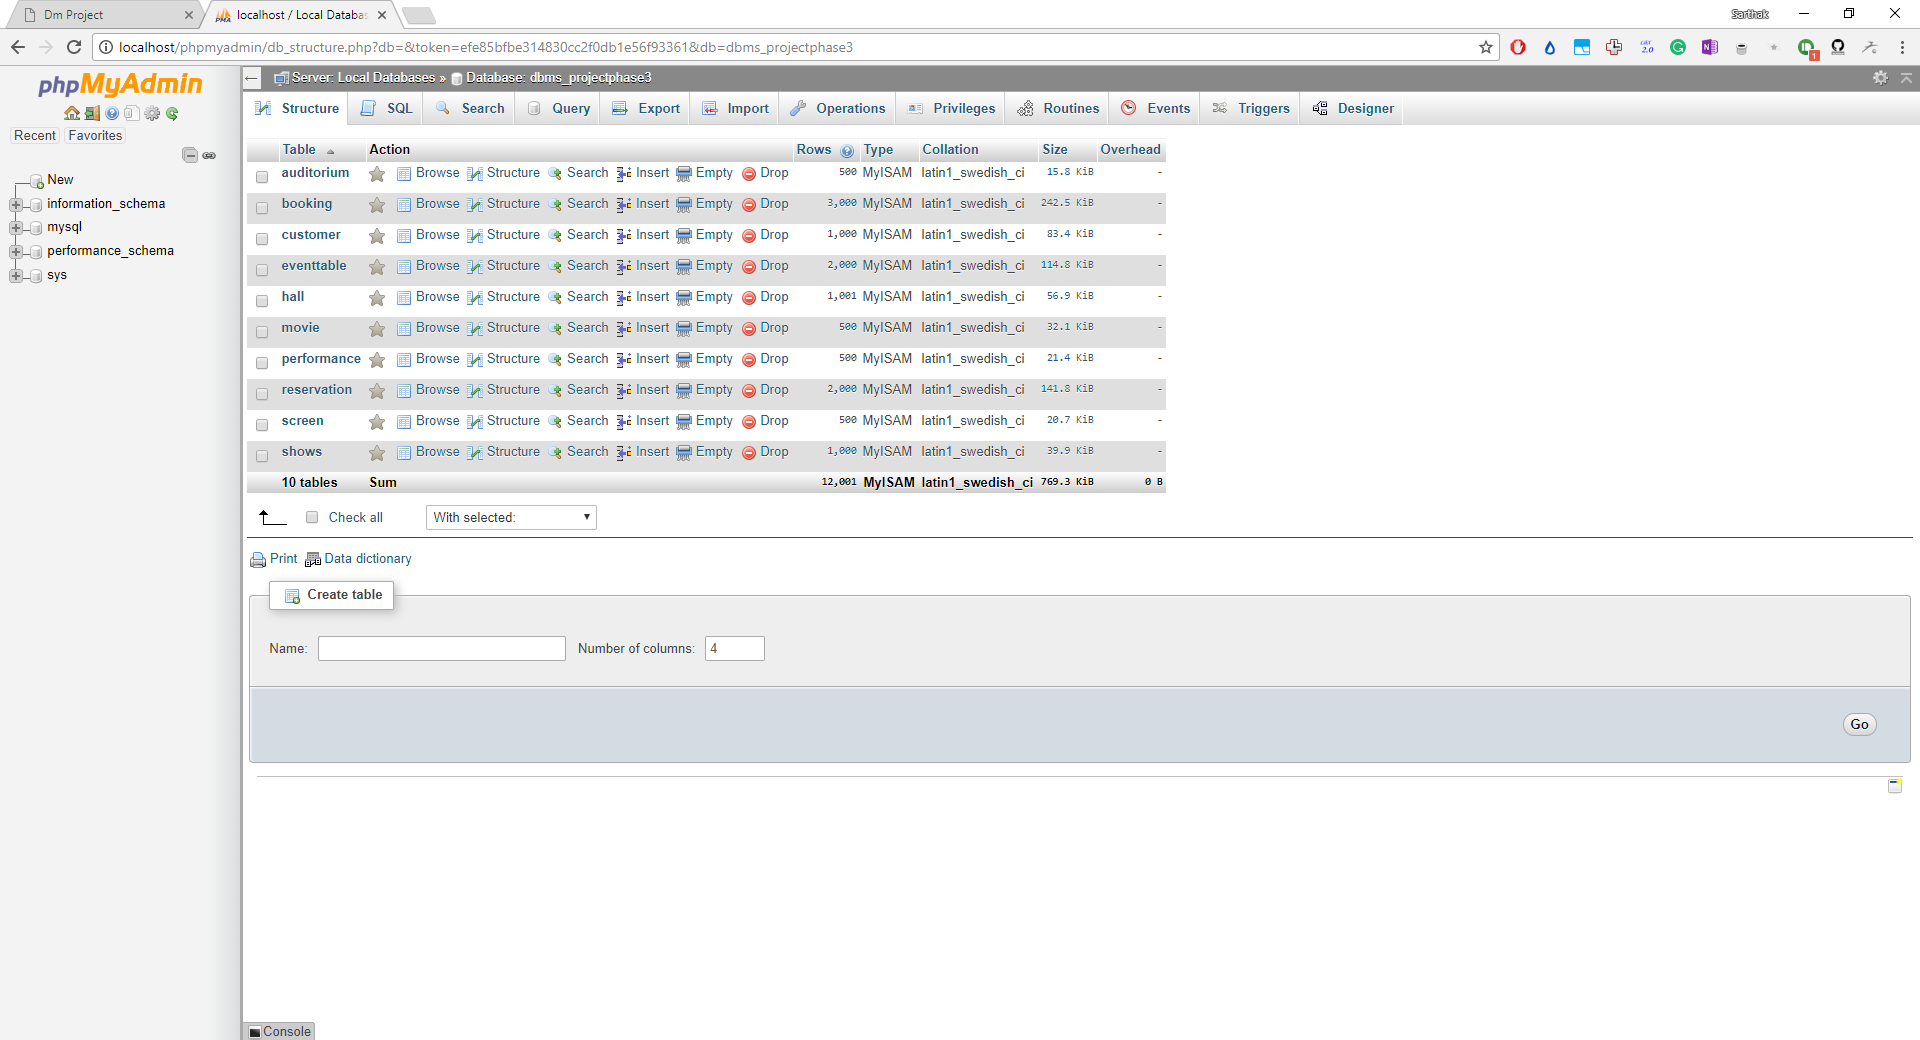 Dm Project
localhost / Local Databas
Sarthak
localhost/phpmyadmin/db_structure.php?db=&token=efe85bfbe314830cc2f0db1e56f93361&db=dbms_projectphase3
phpMyAdmin
Recent Favorites
New
information_schema
mysql
performance_schema
sys
Server: Local Databases » Database: dbms_projectphase3
Structure SQL Search Query Export Import Operations Privileges Routines Events Triggers Designer
Table Action Rows Type Collation Size Overhead
auditorium Browse Structure Search Insert Empty Drop 500 MyISAM latin1_swedish_ci 15.8 KiB -
booking Browse Structure Search Insert Empty Drop 3,000 MyISAM latin1_swedish_ci 242.5 KiB -
customer Browse Structure Search Insert Empty Drop 1,000 MyISAM latin1_swedish_ci 83.4 KiB -
eventtable Browse Structure Search Insert Empty Drop 2,000 MyISAM latin1_swedish_ci 114.8 KiB -
hall Browse Structure Search Insert Empty Drop 1,001 MyISAM latin1_swedish_ci 56.9 KiB -
movie Browse Structure Search Insert Empty Drop 500 MyISAM latin1_swedish_ci 32.1 KiB -
performance Browse Structure Search Insert Empty Drop 500 MyISAM latin1_swedish_ci 21.4 KiB -
reservation Browse Structure Search Insert Empty Drop 2,000 MyISAM latin1_swedish_ci 141.8 KiB -
screen Browse Structure Search Insert Empty Drop 500 MyISAM latin1_swedish_ci 20.7 KiB -
shows Browse Structure Search Insert Empty Drop 1,000 MyISAM latin1_swedish_ci 39.9 KiB -
10 tables Sum 12,001 MyISAM latin1_swedish_ci 769.3 KiB 0 B
Check all With selected:
Print Data dictionary
Create table
Name: Number of columns: 4
Go
Console